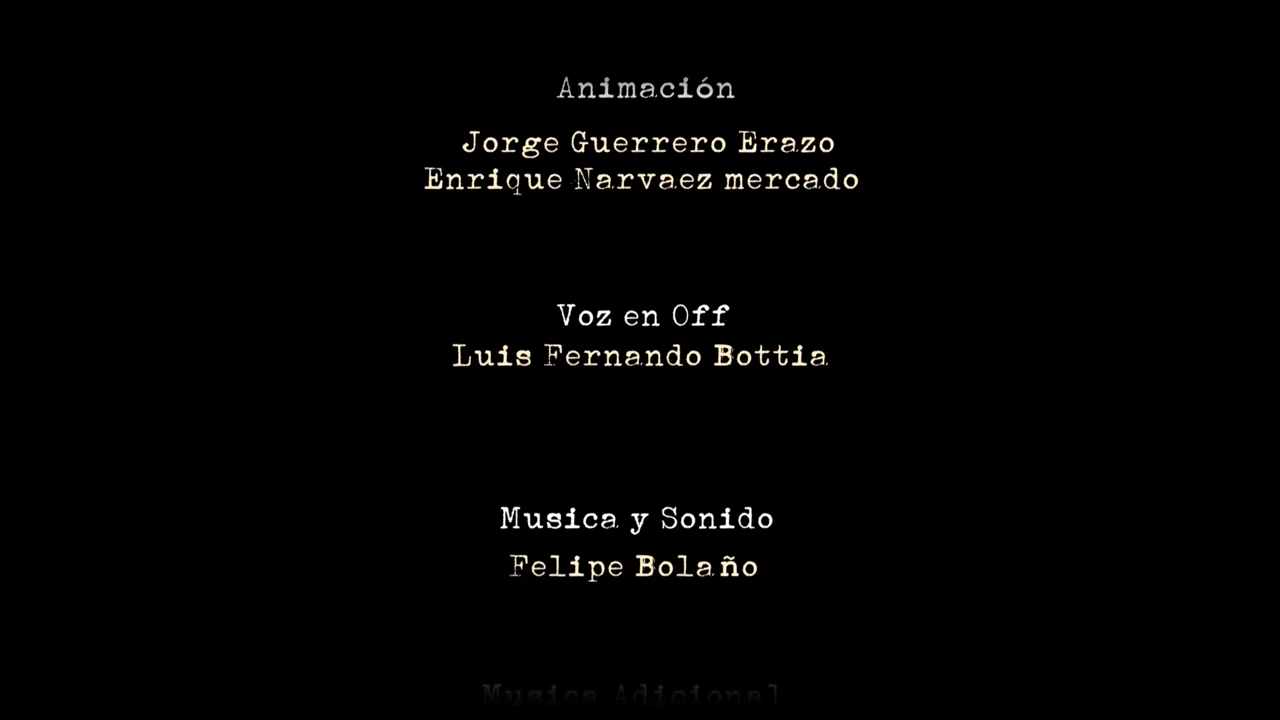 Animación
Jorge Guerrero Erazo
Enrique Narvaez mercado
Voz en Off
Luis Fernando Bottia
Musica y Sonido
Felipe Bolaño
Musica Adicional